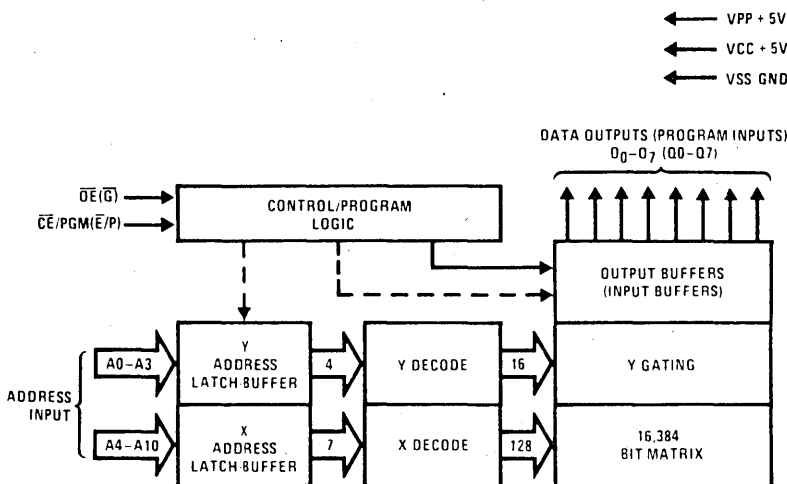 VPP + 5V
VCC + 5V
VSS GND
DATA OUTPUTS (PROGRAM INPUTS)
O0–O7 (Q0–Q7)
OE(G)
CE/PGM(E/P)
CONTROL/PROGRAM
LOGIC
OUTPUT BUFFERS
(INPUT BUFFERS)
ADDRESS
INPUT
A0–A3
Y
ADDRESS
LATCH-BUFFER
4
Y DECODE
16
Y GATING
A4–A10
X
ADDRESS
LATCH-BUFFER
7
X DECODE
128
16,384
BIT MATRIX